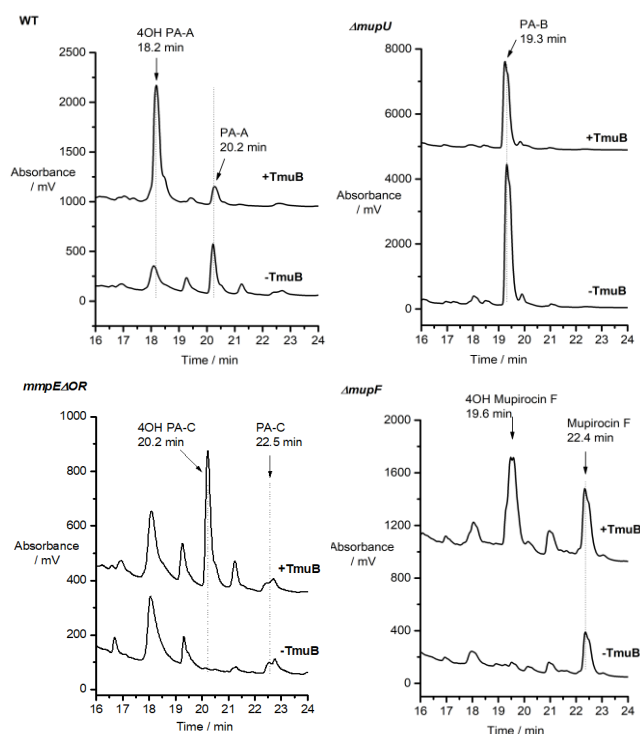 WT
4OH PA-A
18.2 min
PA-A
20.2 min
2500
2000
1500
1000
500
0
Absorbance
/ mV
+TmuB
-TmuB
16 17 18 19 20 21 22 23 24
Time / min
ΔmupU
PA-B
19.3 min
8000
6000
4000
2000
0
Absorbance
/ mV
+TmuB
-TmuB
16 17 18 19 20 21 22 23 24
Time / min
mmpEΔOR
4OH PA-C
20.2 min
PA-C
22.5 min
1000
800
600
400
200
0
Absorbance
/ mV
+TmuB
-TmuB
16 17 18 19 20 21 22 23 24
Time / min
ΔmupF
4OH Mupirocin F
19.6 min
Mupirocin F
22.4 min
2000
1600
1200
800
400
0
Absorbance
/ mV
+TmuB
-TmuB
16 17 18 19 20 21 22 23 24
Time / min